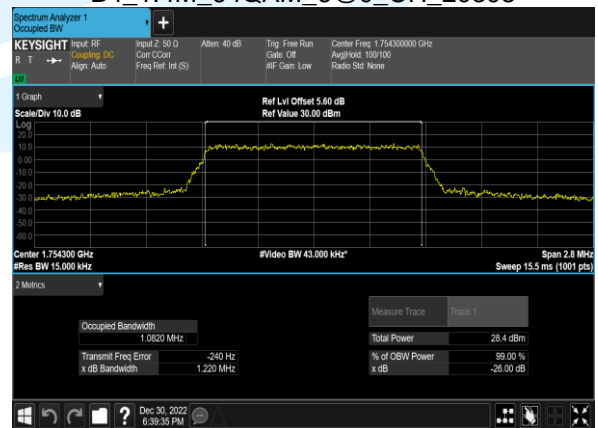 Spectrum Analyzer 1
Occupied BW
KEYSIGHT
R T
LXI
Input: RF
Coupling: DC
Align: Auto
Input Z: 50 Ω
Corr CCorr
Freq Ref: Int (S)
Atten: 40 dB
Trig: Free Run
Gate: Off
#IF Gain: Low
Center Freq: 1.754300000 GHz
Avg|Hold: 100/100
Radio Std: None
1 Graph
Scale/Div 10.0 dB
Ref Lvl Offset 5.60 dB
Ref Value 30.00 dBm
Log
20.0
10.0
0.00
-10.0
-20.0
-30.0
-40.0
-50.0
-60.0
Center 1.754300 GHz
#Res BW 15.000 kHz
#Video BW 43.000 kHz*
Span 2.8 MHz
Sweep 15.5 ms (1001 pts)
2 Metrics
Measure Trace Trace 1
Occupied Bandwidth
1.0820 MHz
Total Power 28.4 dBm
Transmit Freq Error -240 Hz
% of OBW Power 99.00 %
x dB Bandwidth 1.220 MHz
x dB -26.00 dB
?
Dec 30, 2022
6:39:35 PM